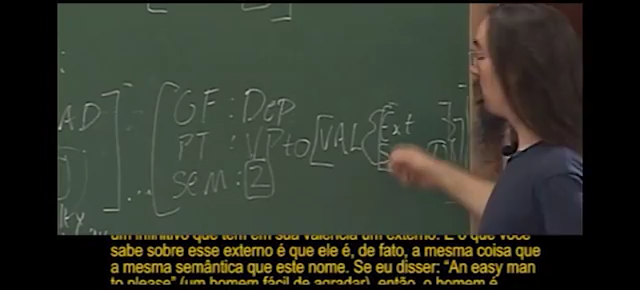 AD
GF : Dep
PT : VPto [VAL { Ext
SEM : 2
um infinitivo que tem em sua valência um externo. E o que você
sabe sobre esse externo é que ele é, de fato, a mesma coisa que
a mesma semântica que este nome. Se eu disser: "An easy man
to please" (um homem fácil de agradar), então, o homem é